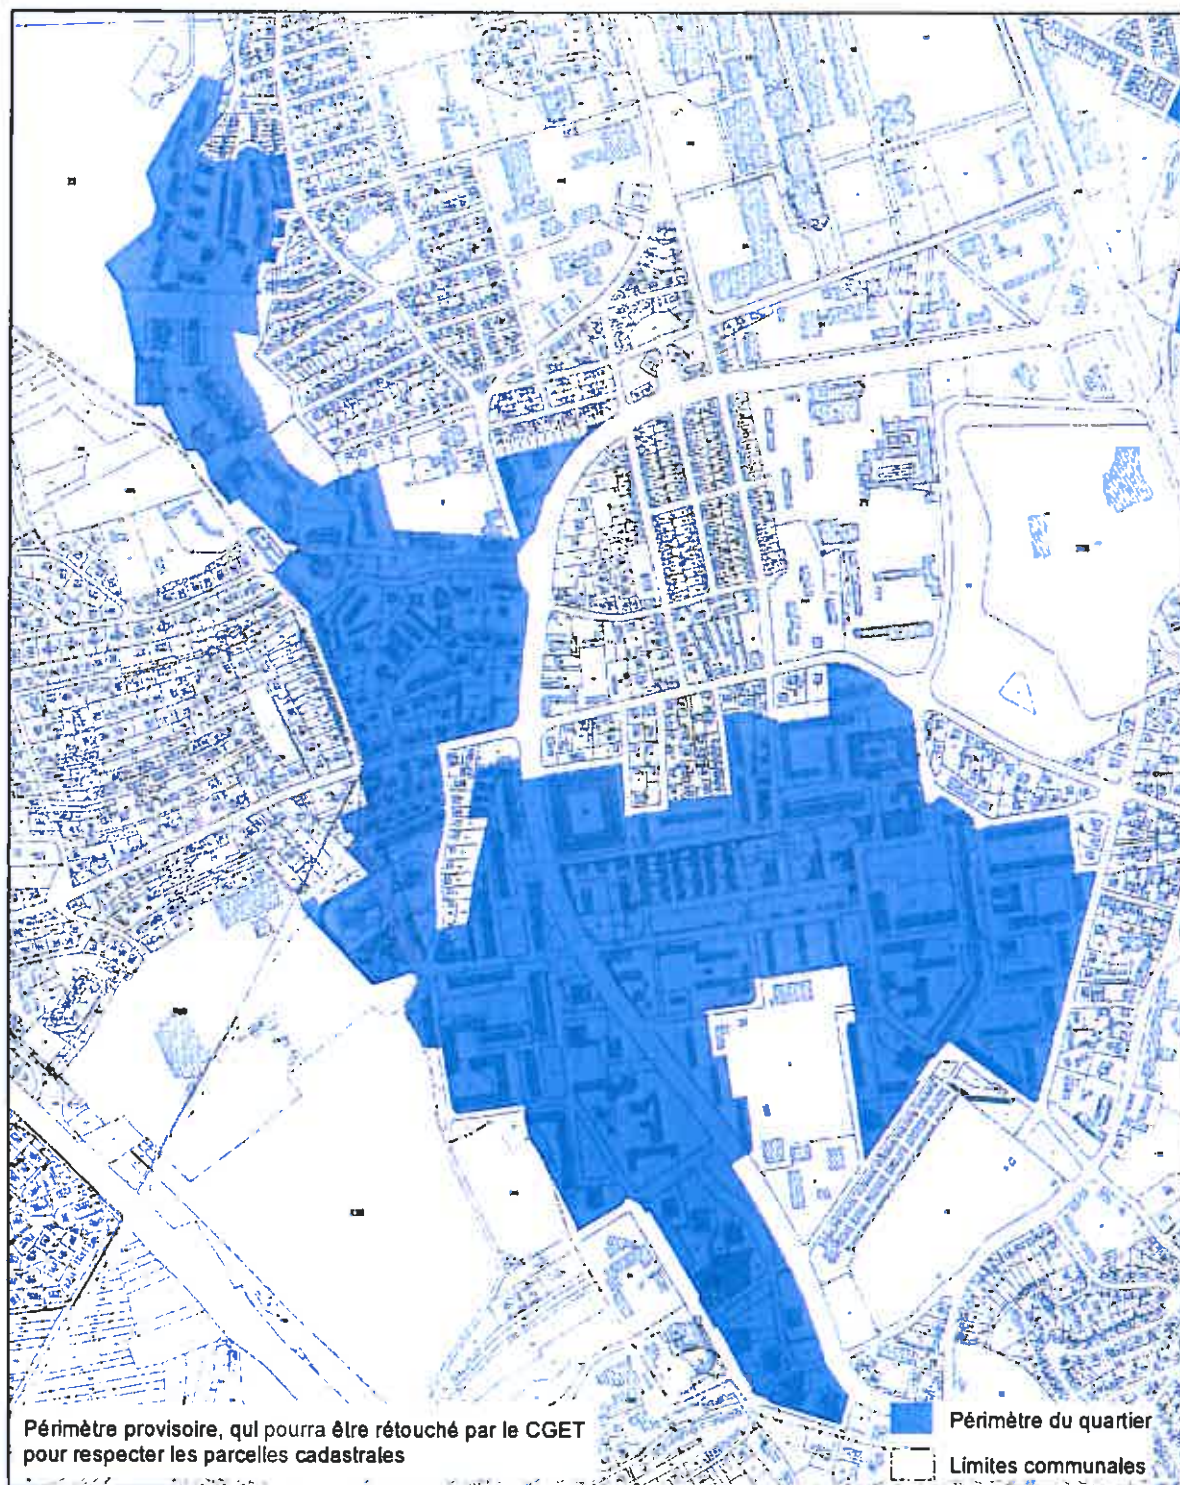 Périmètre provisoire, qui pourra être rétouché par le CGET
pour respecter les parcelles cadastrales
Périmètre du quartier
Limites communales